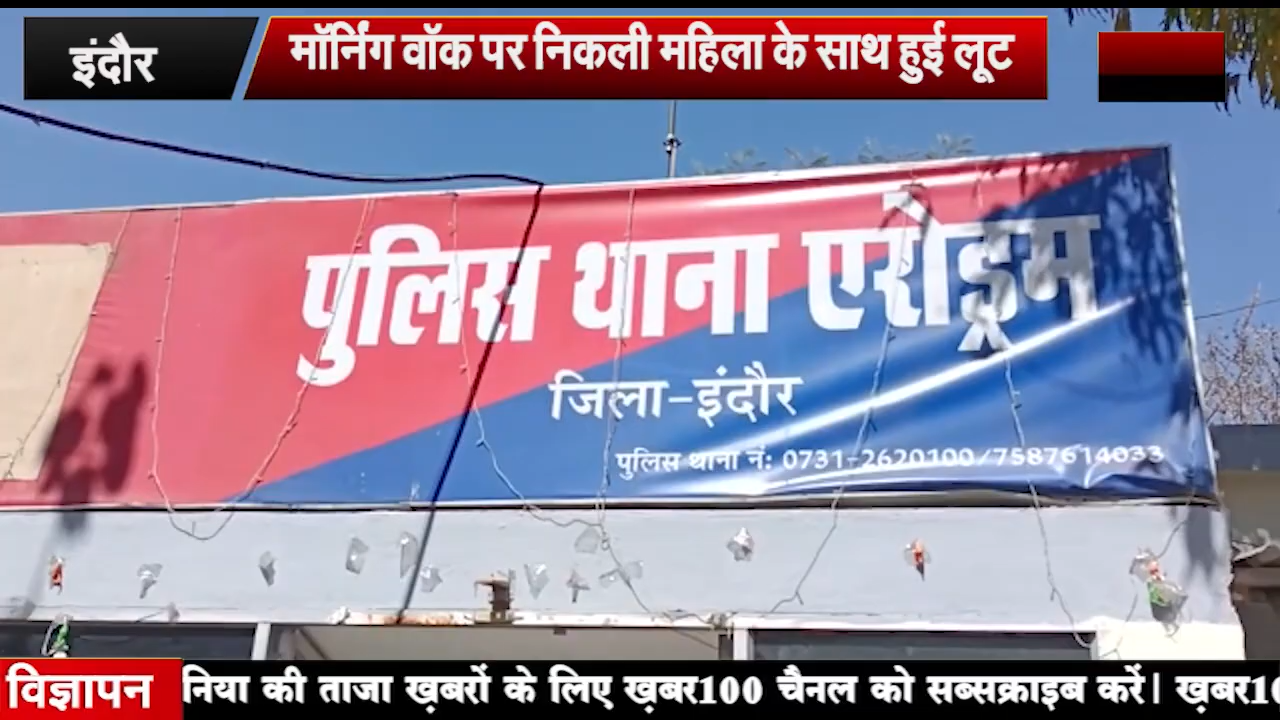 इंदौर
मॉर्निंग वॉक पर निकली महिला के साथ हुई लूट
पुलिस थाना एरोड्रम
जिला-इंदौर
पुलिस थाना नं: 0731-2620100/7587614033
विज्ञापन
निया की ताजा ख़बरों के लिए ख़बर100 चैनल को सब्सक्राइब करें। ख़बर10